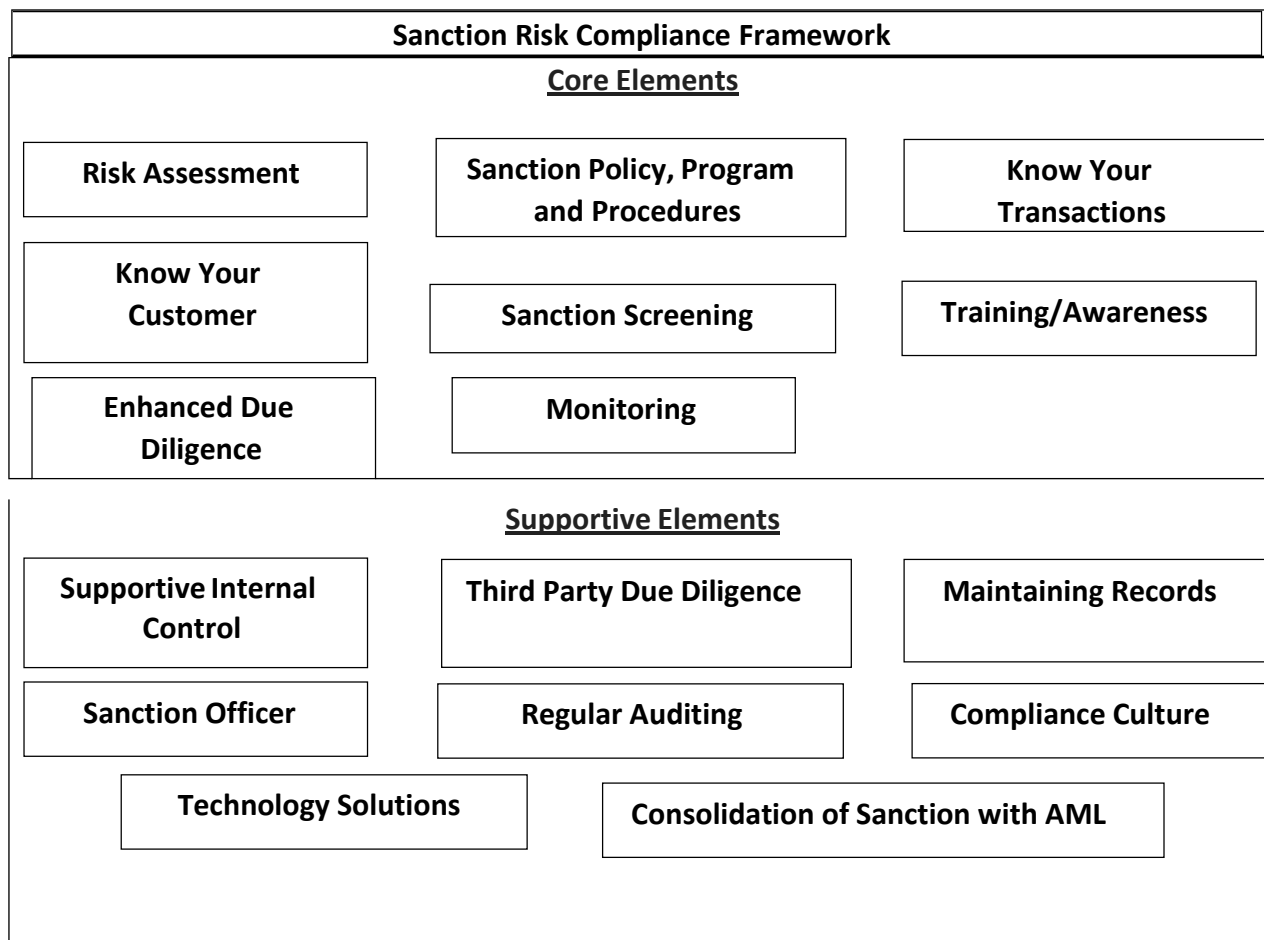 Sanction Risk Compliance Framework
Core Elements
Risk Assessment
Sanction Policy, Program
and Procedures
Know Your
Transactions
Know Your
Customer
Sanction Screening
Training/Awareness
Enhanced Due
Diligence
Monitoring
Supportive Elements
Supportive Internal
Control
Third Party Due Diligence
Maintaining Records
Sanction Officer
Regular Auditing
Compliance Culture
Technology Solutions
Consolidation of Sanction with AML